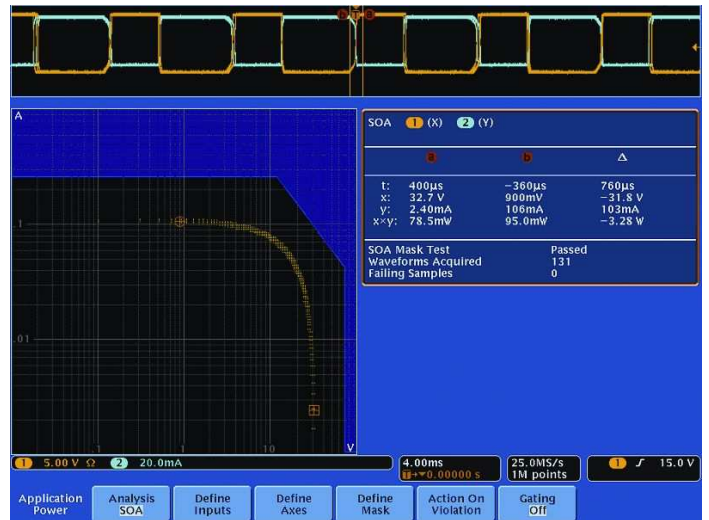 a T b
A
SOA 1 (X) 2 (Y)
a b Δ
t: 400µs −360µs 760µs
x: 32.7 V 900mV −31.8 V
y: 2.40mA 106mA 103mA
x×y: 78.5mW 95.0mW −3.28 W
SOA Mask Test Passed
Waveforms Acquired 131
Failing Samples 0
.1
.01
.1 1 10 V
1 5.00 V Ω 2 20.0mA 4.00ms 25.0MS/s 1 15.0 V
T→▼0.00000 s 1M points
Application Analysis Define Define Define Action On Gating
Power SOA Inputs Axes Mask Violation Off